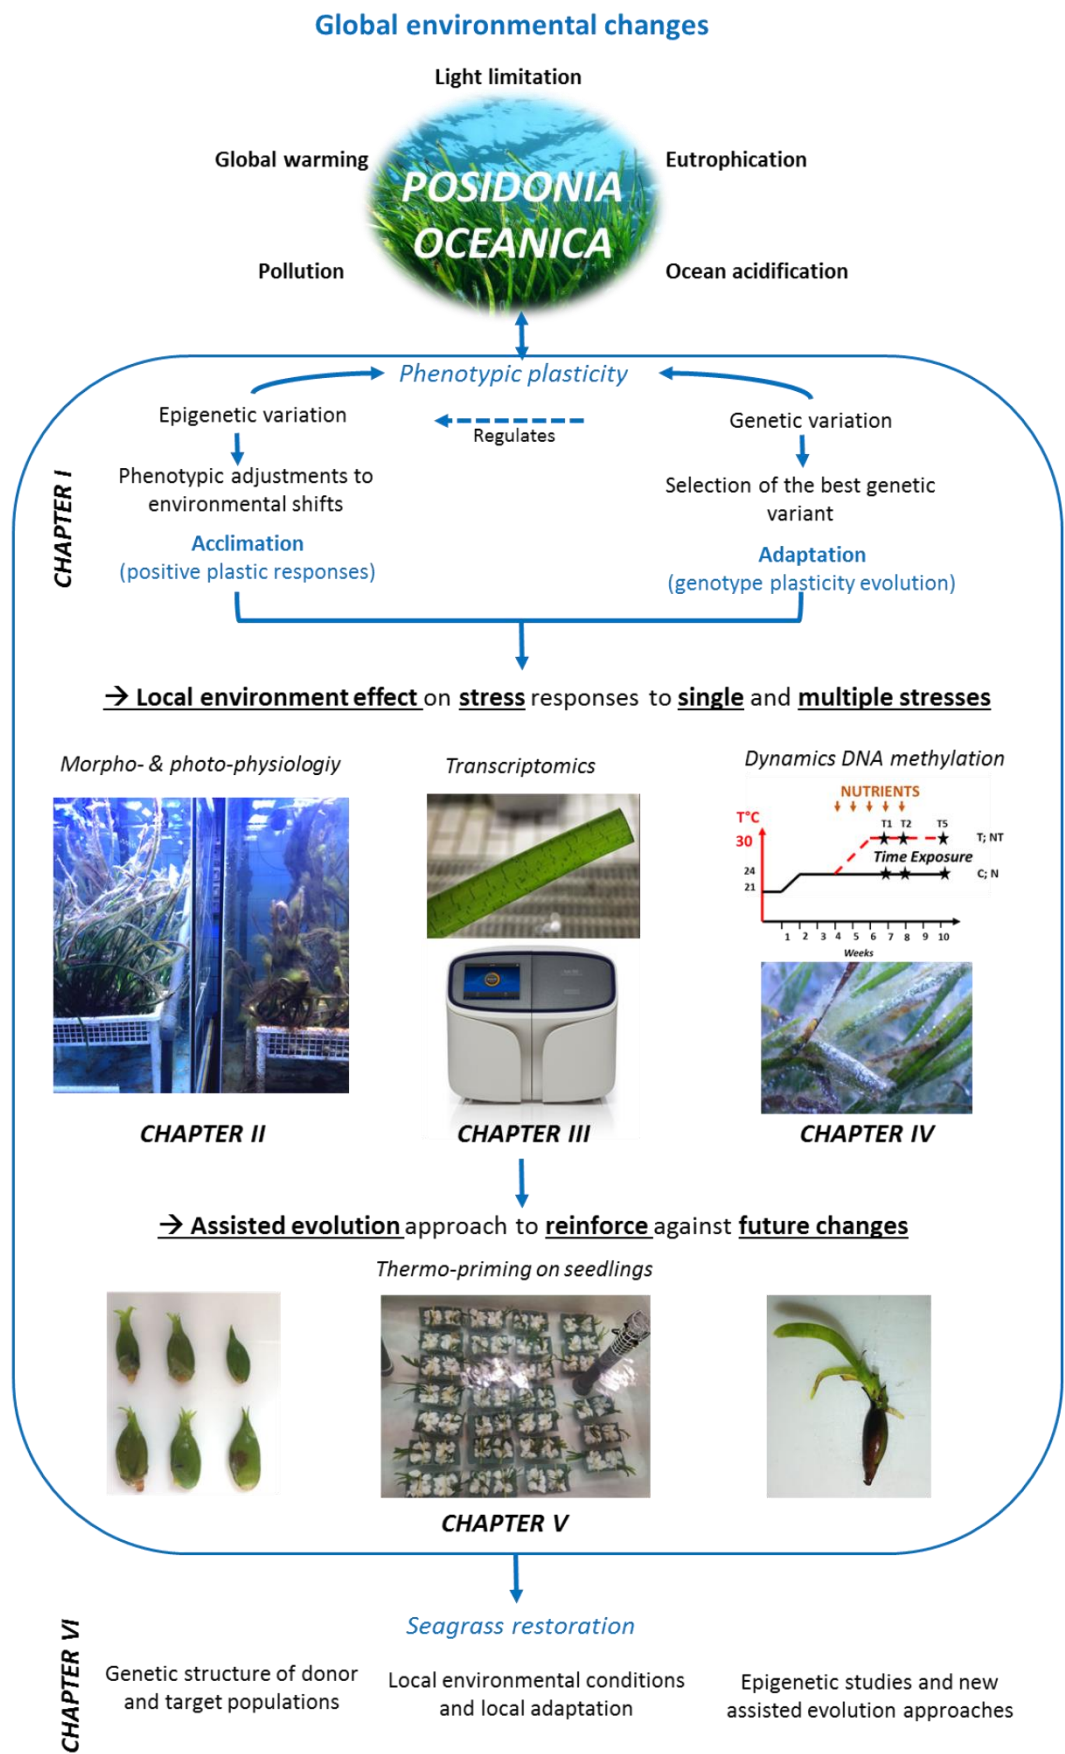 Global environmental changes
Light limitation
Global warming
Eutrophication
POSIDONIA
OCEANICA
Pollution
Ocean acidification
Phenotypic plasticity
Epigenetic variation
Regulates
Genetic variation
Phenotypic adjustments to
environmental shifts
Selection of the best genetic
variant
Acclimation
(positive plastic responses)
Adaptation
(genotype plasticity evolution)
CHAPTER I
→ Local environment effect on stress responses to single and multiple stresses
Morpho- & photo-physiologiy
Transcriptomics
Dynamics DNA methylation
NUTRIENTS
T°C
30
T1 T2 T5
T; NT
Time Exposure
24
C; N
21
1 2 3 4 5 6 7 8 9 10
Weeks
CHAPTER II
CHAPTER III
CHAPTER IV
→ Assisted evolution approach to reinforce against future changes
Thermo-priming on seedlings
CHAPTER V
Seagrass restoration
CHAPTER VI
Genetic structure of donor
and target populations
Local environmental conditions
and local adaptation
Epigenetic studies and new
assisted evolution approaches